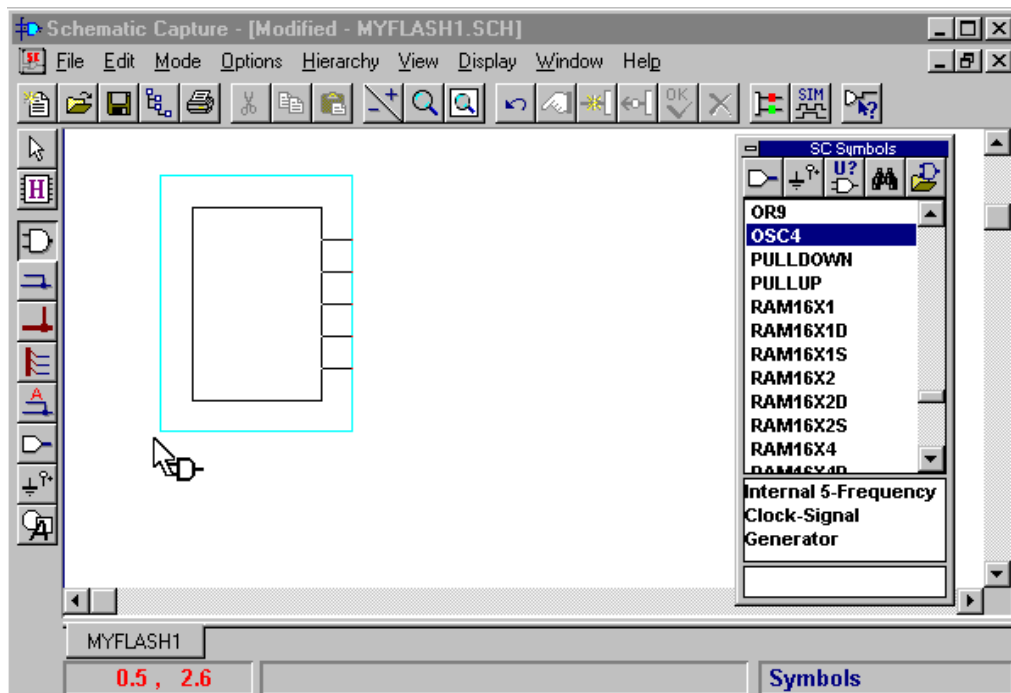 Schematic Capture - [Modified - MYFLASH1.SCH]
File Edit Mode Options Hierarchy View Display Window Help
OK
SIM
SC Symbols
H
U?
OR9
OSC4
PULLDOWN
PULLUP
RAM16X1
RAM16X1D
RAM16X1S
RAM16X2
RAM16X2D
RAM16X2S
RAM16X4
RAM16X4D
A
A
Internal 5-Frequency
Clock-Signal
Generator
MYFLASH1
0.5 , 2.6
Symbols